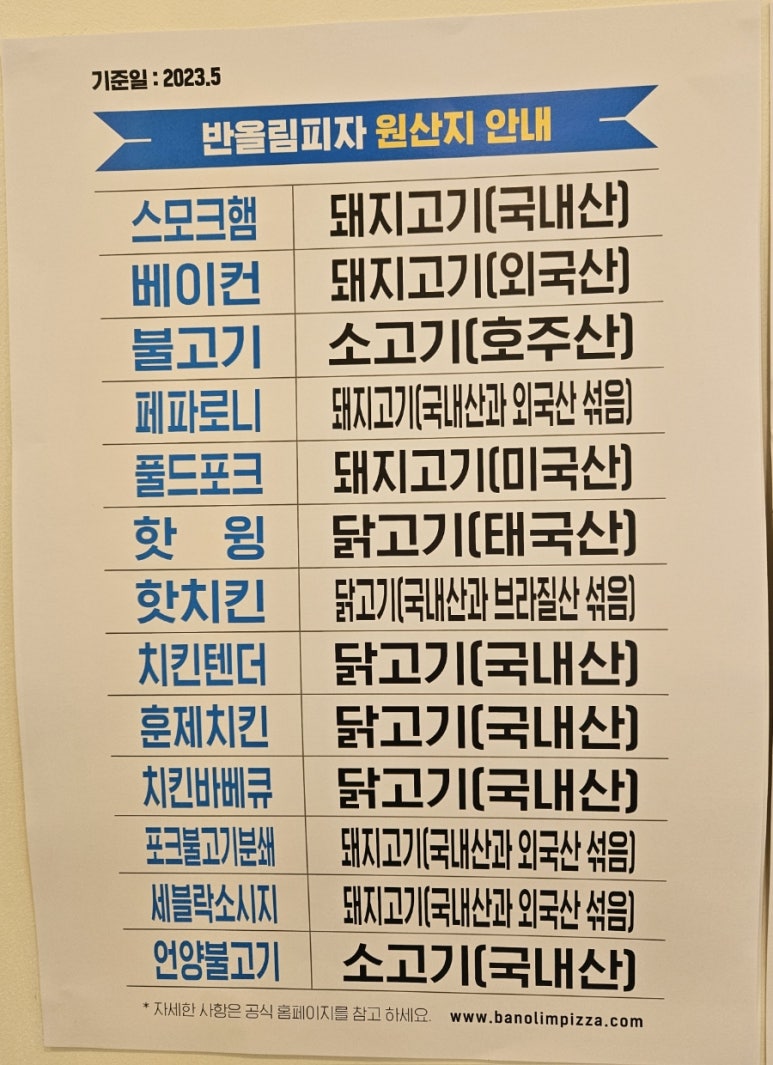 기준일 : 2023.5
반올림피자 원산지 안내
스모크햄 돼지고기(국내산)
베이컨 돼지고기(외국산)
불고기 소고기(호주산)
페파로니 돼지고기(국내산과 외국산 섞음)
풀드포크 돼지고기(미국산)
핫 윙 닭고기(태국산)
핫치킨 닭고기(국내산과 브라질산 섞음)
치킨텐더 닭고기(국내산)
훈제치킨 닭고기(국내산)
치킨바베큐 닭고기(국내산)
포크불고기분쇄 돼지고기(국내산과 외국산 섞음)
세블락소시지 돼지고기(국내산과 외국산 섞음)
언양불고기 소고기(국내산)
* 자세한 사항은 공식 홈페이지를 참고 하세요. www.banolimpizza.com